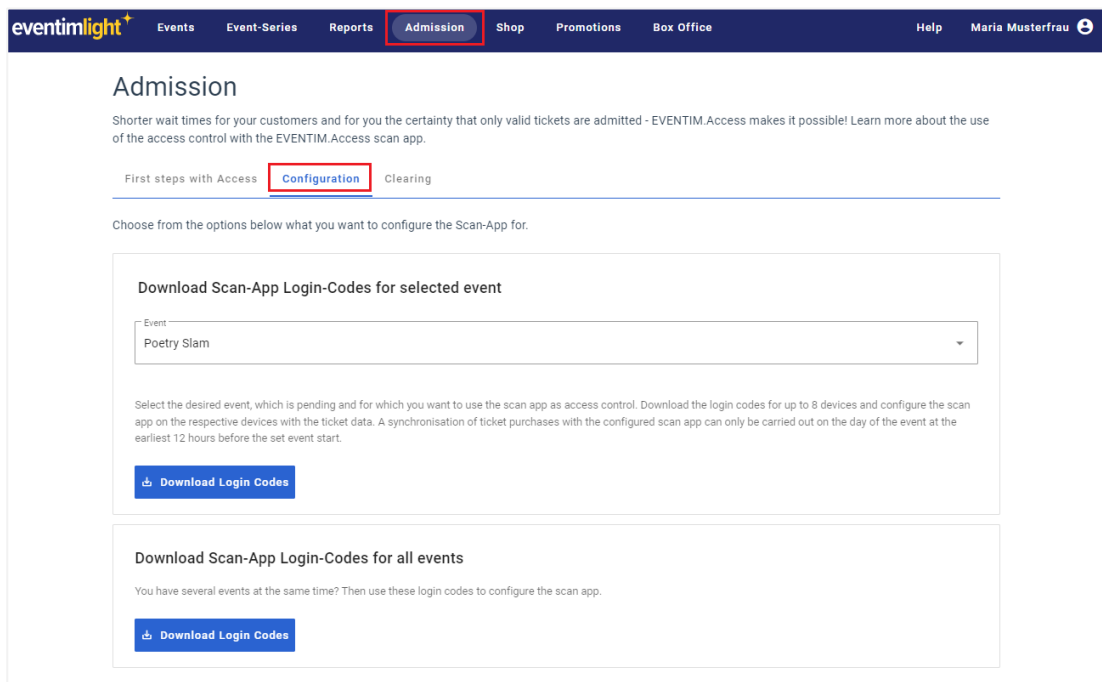 eventimlight Events Event-Series Reports Admission Shop Promotions Box Office Help Maria Musterfrau
Admission
Shorter wait times for your customers and for you the certainty that only valid tickets are admitted - EVENTIM.Access makes it possible! Learn more about the use
of the access control with the EVENTIM.Access scan app.
First steps with Access Configuration Clearing
Choose from the options below what you want to configure the Scan-App for.
Download Scan-App Login-Codes for selected event
Event
Poetry Slam
Select the desired event, which is pending and for which you want to use the scan app as access control. Download the login codes for up to 8 devices and configure the scan
app on the respective devices with the ticket data. A synchronisation of ticket purchases with the configured scan app can only be carried out on the day of the event at the
earliest 12 hours before the set event start.
Download Login Codes
Download Scan-App Login-Codes for all events
You have several events at the same time? Then use these login codes to configure the scan app.
Download Login Codes